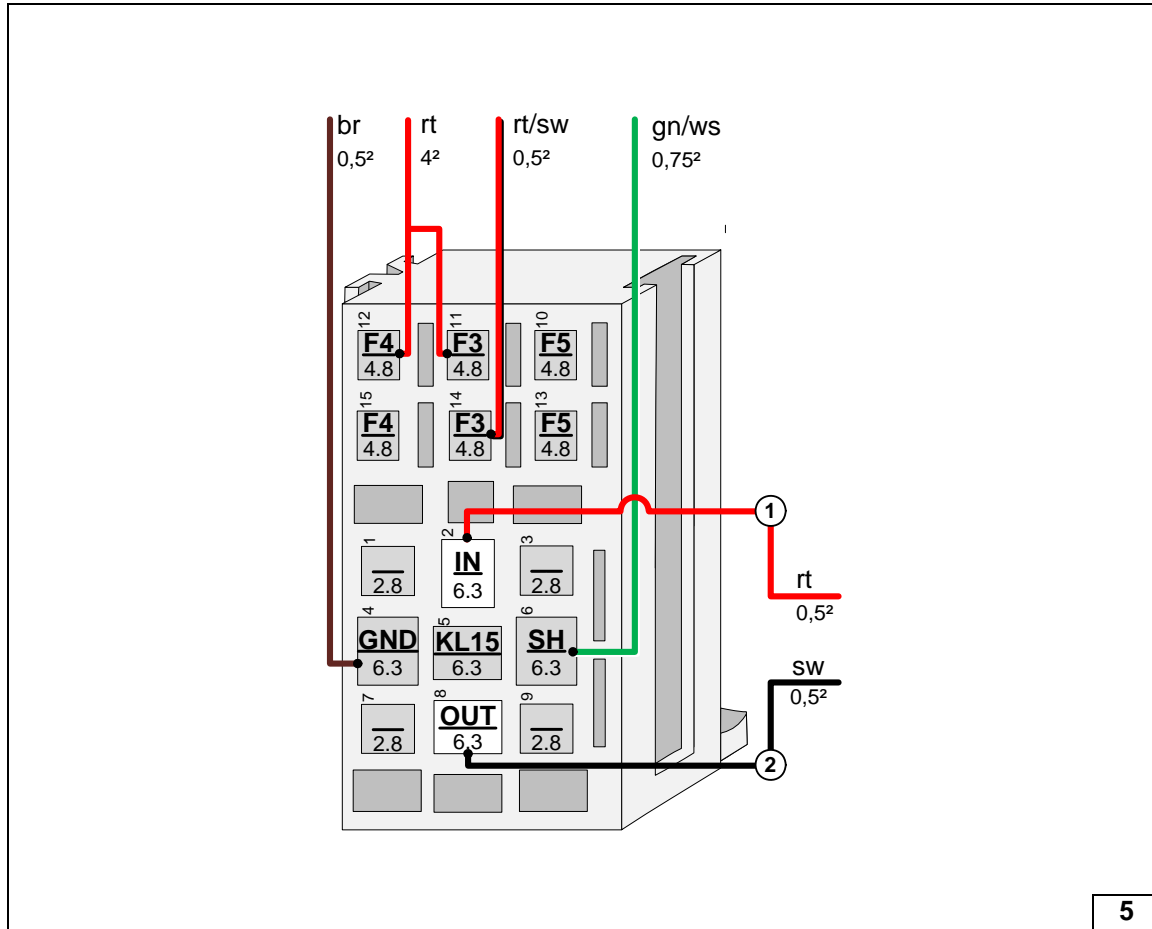 br rt rt/sw gn/ws
0,5² 4² 0,5² 0,75²
12 11 10
F4 F3 F5
4.8 4.8 4.8
15 14 13
F4 F3 F5
4.8 4.8 4.8
1
rt
0,5²
1 2 3
IN
2.8 6.3 2.8
4 5 6
GND KL15 SH
6.3 6.3 6.3
sw
0,5²
7 8 9
OUT
2.8 6.3 2.8
2
5